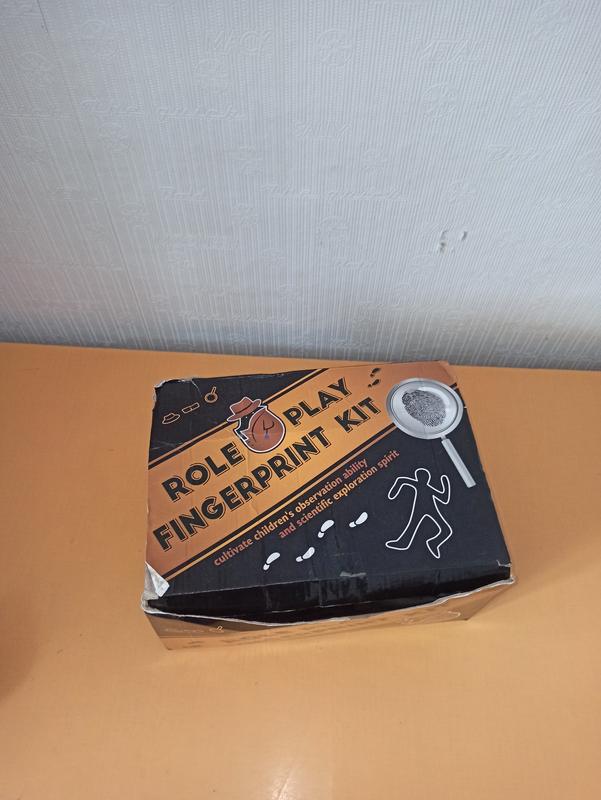 ROLE PLAY
FINGERPRINT KIT
cultivate children's observation ability
and scientific exploration spirit